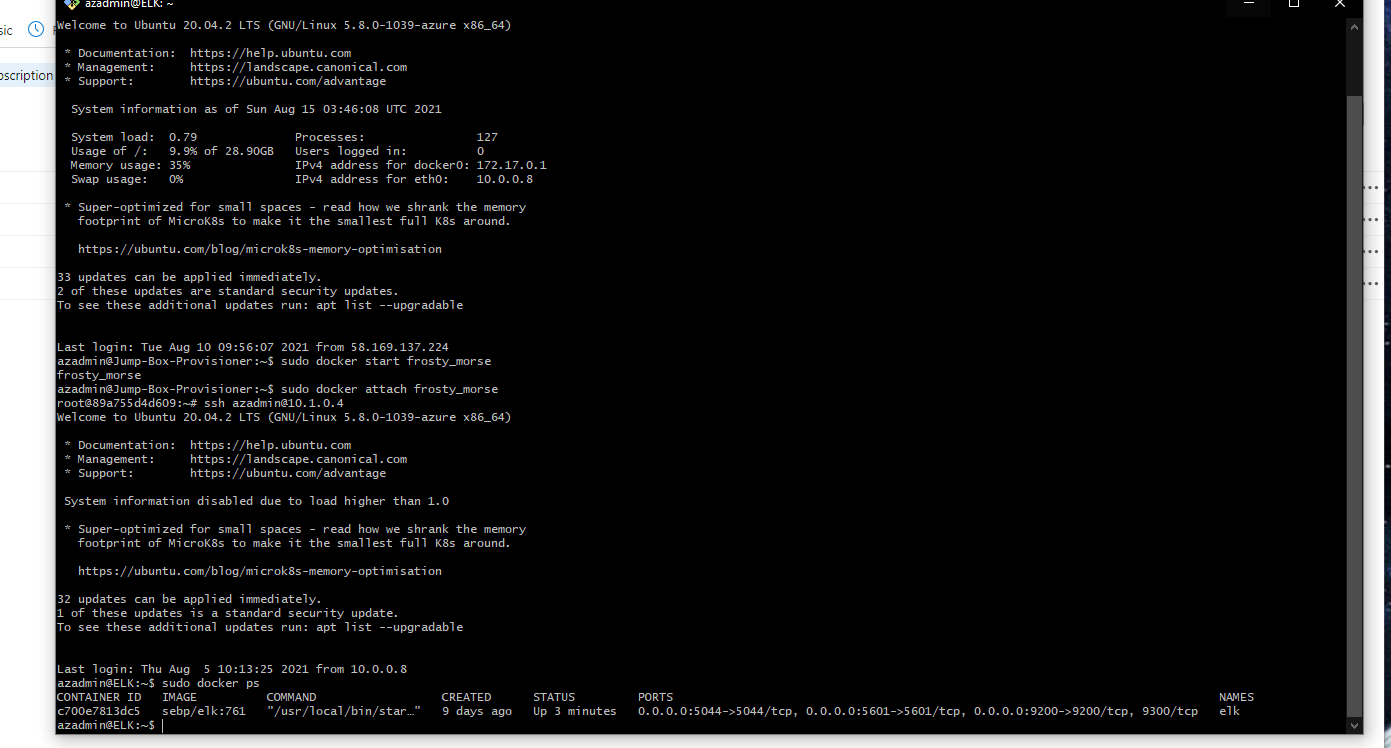 azadmin@ELK: ~
sic
bscription
Welcome to Ubuntu 20.04.2 LTS (GNU/Linux 5.8.0-1039-azure x86_64)
* Documentation:  https://help.ubuntu.com
* Management:     https://landscape.canonical.com
* Support:        https://ubuntu.com/advantage
System information as of Sun Aug 15 03:46:08 UTC 2021
System load:  0.79               Processes:                127
Usage of /:   9.9% of 28.90GB   Users logged in:          0
Memory usage: 35%               IPv4 address for docker0: 172.17.0.1
Swap usage:   0%                IPv4 address for eth0:    10.0.0.8
* Super-optimized for small spaces - read how we shrank the memory
footprint of MicroK8s to make it the smallest full K8s around.
https://ubuntu.com/blog/microk8s-memory-optimisation
33 updates can be applied immediately.
2 of these updates are standard security updates.
To see these additional updates run: apt list --upgradable
Last login: Tue Aug 10 09:56:07 2021 from 58.169.137.224
azadmin@Jump-Box-Provisioner:~$ sudo docker start frosty_morse
frosty_morse
azadmin@Jump-Box-Provisioner:~$ sudo docker attach frosty_morse
root@89a755d4d609:~# ssh azadmin@10.1.0.4
Welcome to Ubuntu 20.04.2 LTS (GNU/Linux 5.8.0-1039-azure x86_64)
* Documentation:  https://help.ubuntu.com
* Management:     https://landscape.canonical.com
* Support:        https://ubuntu.com/advantage
System information disabled due to load higher than 1.0
* Super-optimized for small spaces - read how we shrank the memory
footprint of MicroK8s to make it the smallest full K8s around.
https://ubuntu.com/blog/microk8s-memory-optimisation
32 updates can be applied immediately.
1 of these updates is a standard security update.
To see these additional updates run: apt list --upgradable
Last login: Thu Aug  5 10:13:25 2021 from 10.0.0.8
azadmin@ELK:~$ sudo docker ps
CONTAINER ID   IMAGE          COMMAND                  CREATED      STATUS         PORTS                                                                              NAMES
c700e7813dc5   sebp/elk:761   "/usr/local/bin/star…"   9 days ago   Up 3 minutes   0.0.0.0:5044->5044/tcp, 0.0.0.0:5601->5601/tcp, 0.0.0.0:9200->9200/tcp, 9300/tcp   elk
azadmin@ELK:~$